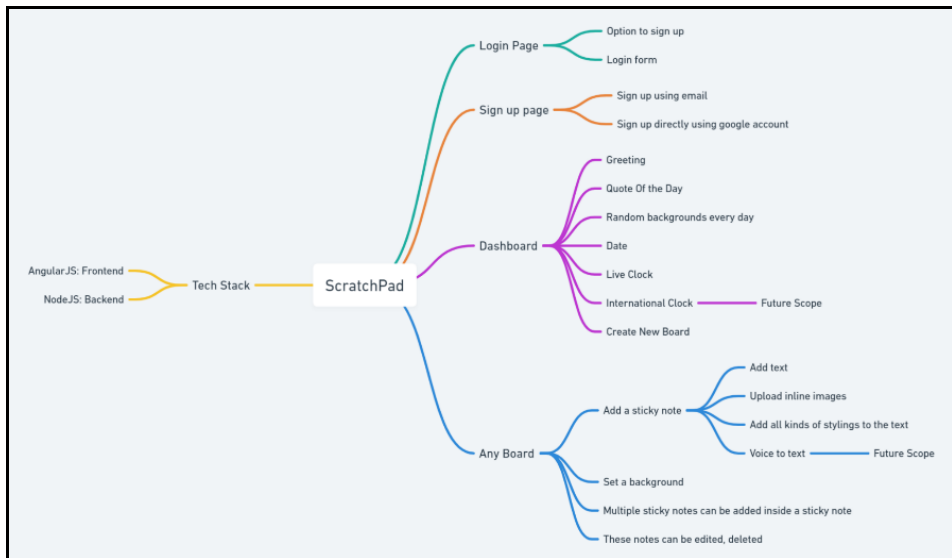 Login Page
Option to sign up
Login form
Sign up page
Sign up using email
Sign up directly using google account
Dashboard
Greeting
Quote Of the Day
Random backgrounds every day
Date
Live Clock
International Clock
Future Scope
Create New Board
ScratchPad
Tech Stack
AngularJS: Frontend
NodeJS: Backend
Any Board
Add a sticky note
Add text
Upload inline images
Add all kinds of stylings to the text
Voice to text
Future Scope
Set a background
Multiple sticky notes can be added inside a sticky note
These notes can be edited, deleted